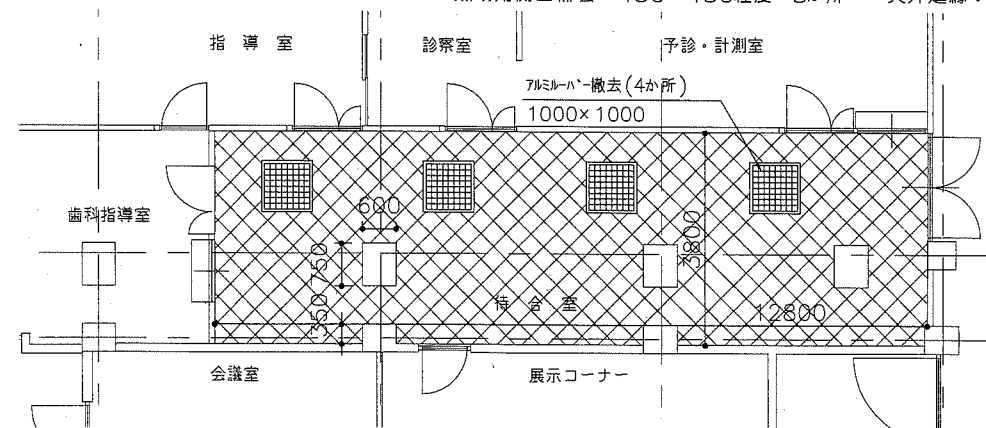 指 導 室
診察室
予診・計測室
アルミルーバー撤去(4か所)
1000×1000
歯科指導室
600
750
3800
350
待 合 室
12800
会議室
展示コーナー